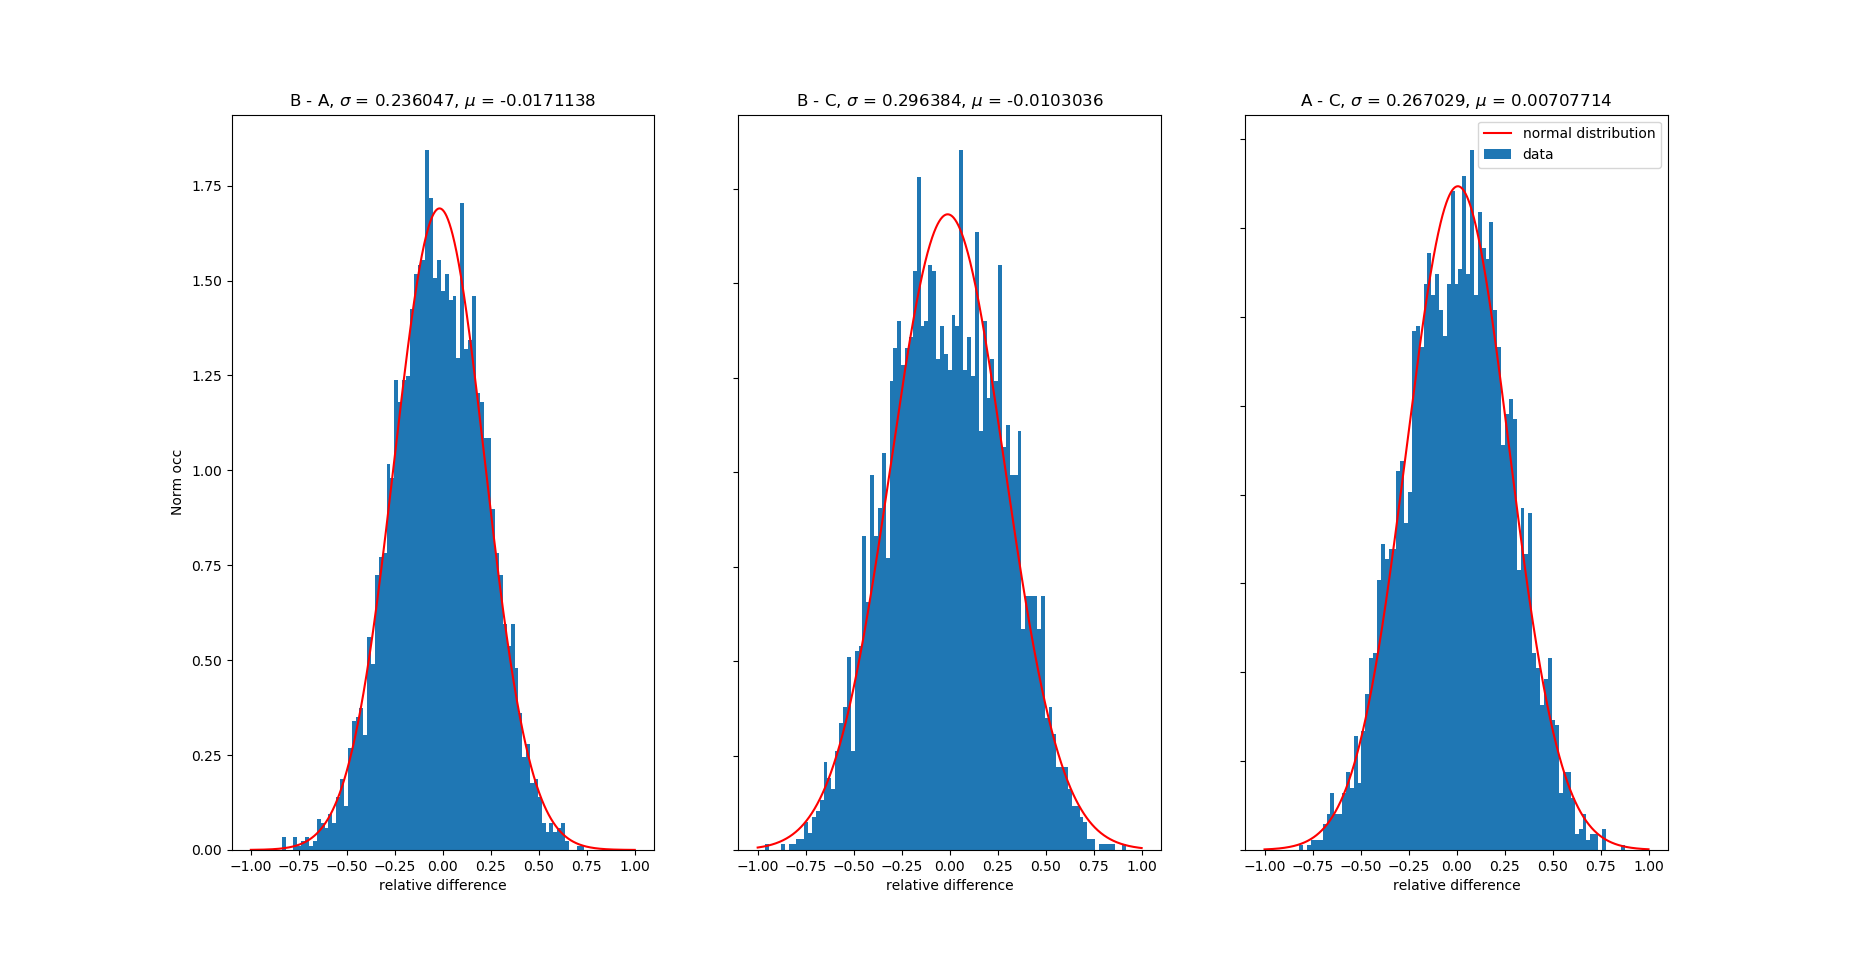 B - A, σ = 0.236047, μ = -0.0171138
B - C, σ = 0.296384, μ = -0.0103036
A - C, σ = 0.267029, μ = 0.00707714
normal distribution
data
Norm occ
1.75
1.50
1.25
1.00
0.75
0.50
0.25
0.00
−1.00 −0.75 −0.50 −0.25 0.00 0.25 0.50 0.75 1.00
relative difference
−1.00 −0.75 −0.50 −0.25 0.00 0.25 0.50 0.75 1.00
relative difference
−1.00 −0.75 −0.50 −0.25 0.00 0.25 0.50 0.75 1.00
relative difference